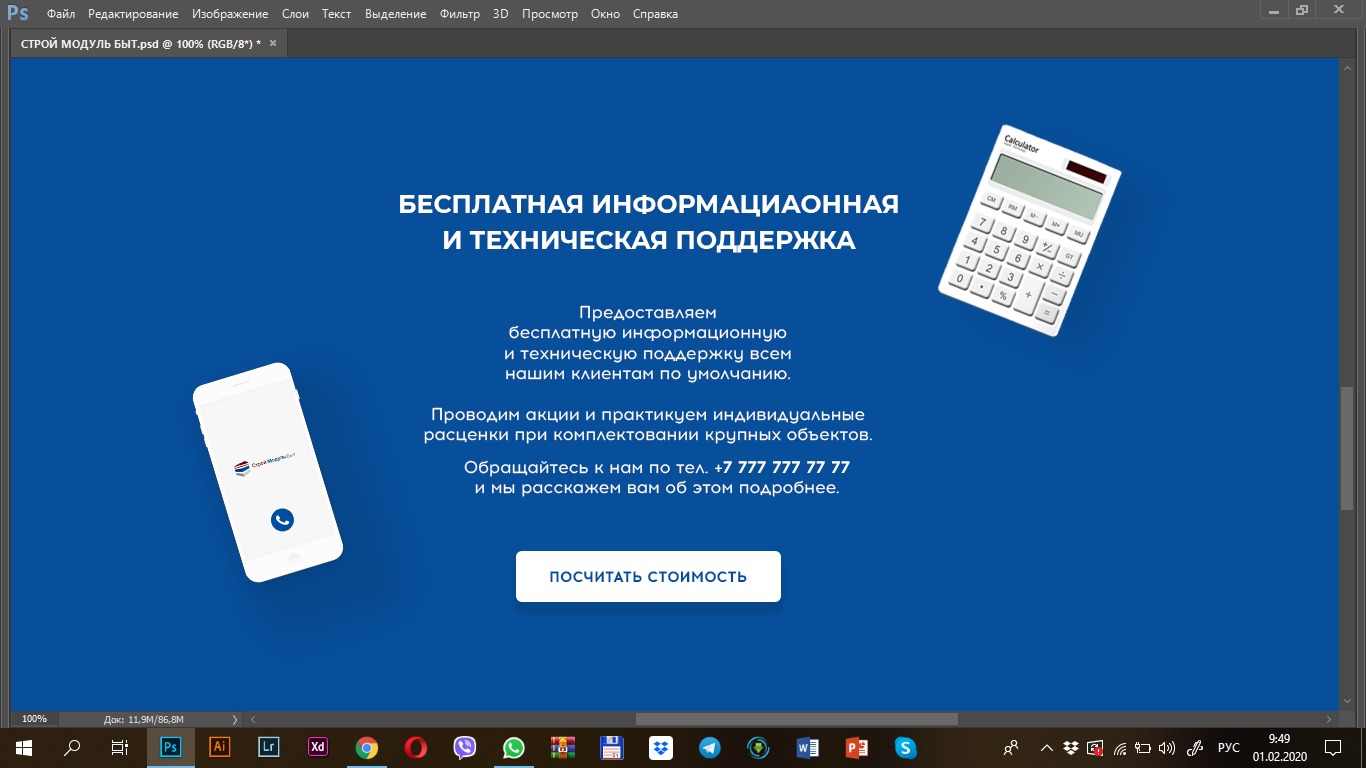 Ps Файл Редактирование Изображение Слои Текст Выделение Фильтр 3D Просмотр Окно Справка
СТРОЙ МОДУЛЬ БЫТ.psd @ 100% (RGB/8*) * ×
Calculator
CM RM M- M+ MU
7 8 9 +/- GT
4 5 6 × ÷
1 2 3 + −
0 • % =
БЕСПЛАТНАЯ ИНФОРМАЦИАОННАЯ
И ТЕХНИЧЕСКАЯ ПОДДЕРЖКА
Предоставляем
бесплатную информационную
и техническую поддержку всем
нашим клиентам по умолчанию.
Проводим акции и практикуем индивидуальные
расценки при комплектовании крупных объектов.
Обращайтесь к нам по тел. +7 777 777 77 77
и мы расскажем вам об этом подробнее.
Строй Модуль Быт
ПОСЧИТАТЬ СТОИМОСТЬ
100% Док: 11,9M/86,8M
Ps Ai Lr Xd РУС 9:49
01.02.2020